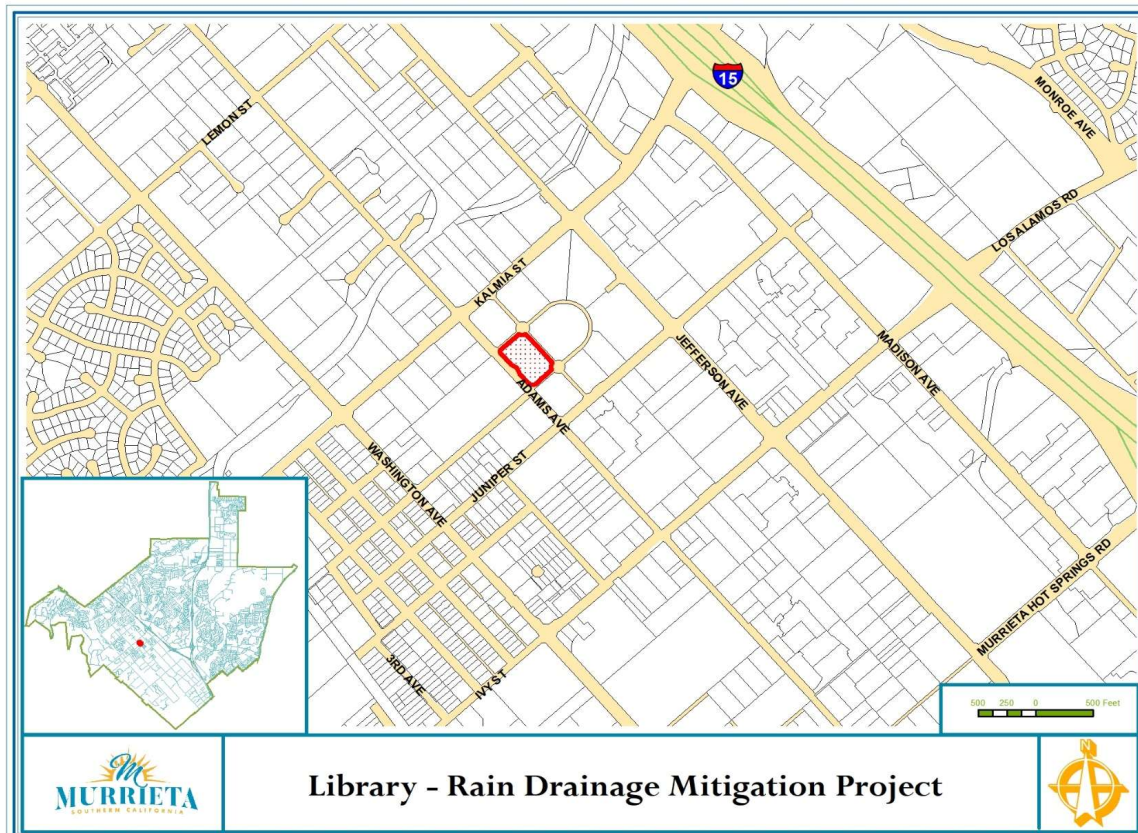 15
MONROE AVE
LEMON ST
LOS ALAMOS RD
KALMIA ST
JEFFERSON AVE
MADISON AVE
ADAMS AVE
WASHINGTON AVE
JUNIPER ST
MURRIETA HOT SPRINGS RD
3RD AVE
IVY ST
500 250 0 500 Feet
M
MURRIETA
SOUTHERN CALIFORNIA
Library - Rain Drainage Mitigation Project
N